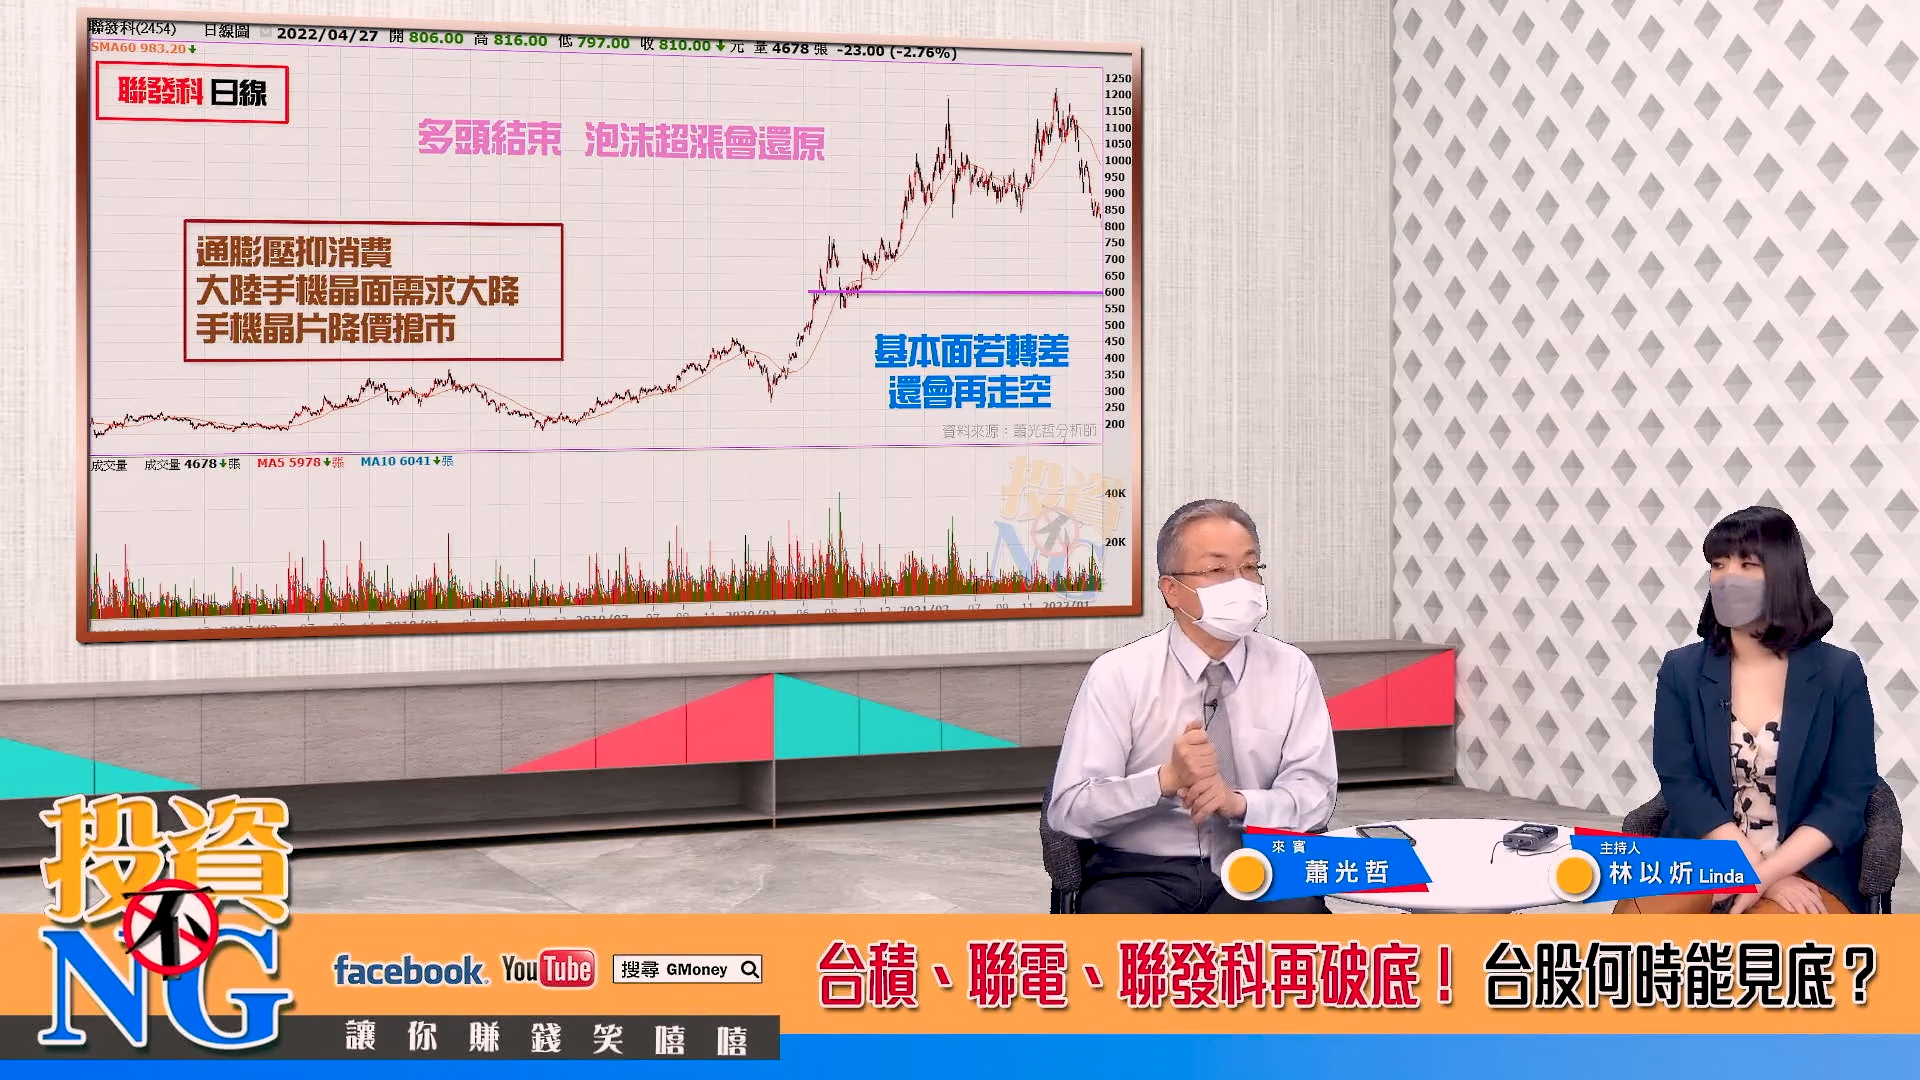 聯發科(2454) 日線圖 2022/04/27 開 806.00 高 816.00 低 797.00 收 810.00↓元 量 4678 張 -23.00 (-2.76%)
SMA60 983.20↓
聯發科 日線
多頭結束 泡沫超漲會還原
通膨壓抑消費
大陸手機晶面需求大降
手機晶片降價搶市
基本面若轉差
還會再走空
資料來源：蕭光哲分析師
1250
1200
1150
1100
1050
1000
950
900
850
800
750
700
650
600
550
500
450
400
350
300
250
200
成交量 成交量 4678↓張 MA5 5978↓張 MA10 6041↓張
40K
20K
投資
不
NG
來賓
蕭光哲
主持人
林以炘 Linda
投資
不
NG
facebook. YouTube 搜尋 GMoney
台積、聯電、聯發科再破底！ 台股何時能見底？
讓你賺錢笑嘻嘻